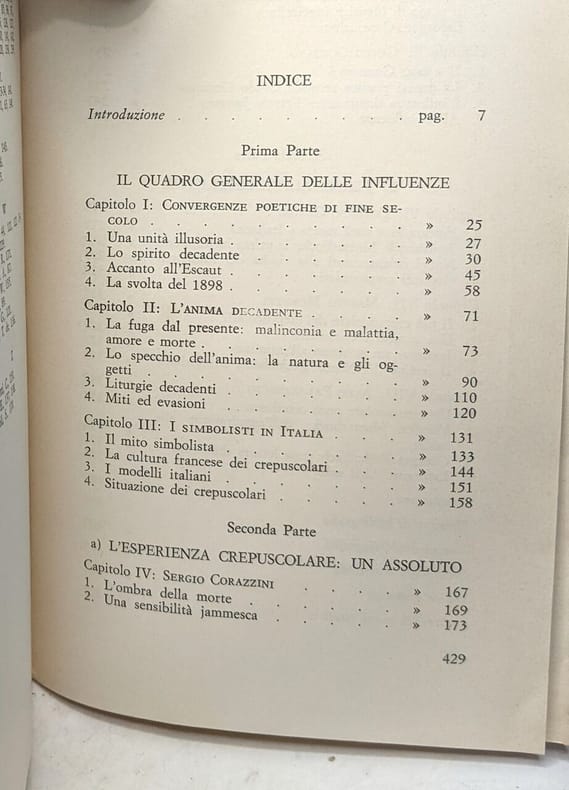 INDICE
Introduzione . . . . . . . . . pag. 7
Prima Parte
IL QUADRO GENERALE DELLE INFLUENZE
Capitolo I: CONVERGENZE POETICHE DI FINE SE-
COLO . . . . . . . . . . » 25
1. Una unità illusoria . . . . . . . » 27
2. Lo spirito decadente . . . . . . » 30
3. Accanto all'Escaut . . . . . . . » 45
4. La svolta del 1898 . . . . . . . » 58
Capitolo II: L'ANIMA DECADENTE . . . . » 71
1. La fuga dal presente: malinconia e malattia,
amore e morte . . . . . . . . » 73
2. Lo specchio dell'anima: la natura e gli og-
getti . . . . . . . . . . » 90
3. Liturgie decadenti . . . . . . . » 110
4. Miti ed evasioni . . . . . . . » 120
Capitolo III: I SIMBOLISTI IN ITALIA . . . » 131
1. Il mito simbolista . . . . . . . » 133
2. La cultura francese dei crepuscolari . . . » 144
3. I modelli italiani . . . . . . . » 151
4. Situazione dei crepuscolari . . . . . » 158
Seconda Parte
a) L'ESPERIENZA CREPUSCOLARE: UN ASSOLUTO
Capitolo IV: SERGIO CORAZZINI . . . . » 167
1. L'ombra della morte . . . . . . » 169
2. Una sensibilità jammesca . . . . . » 173
429